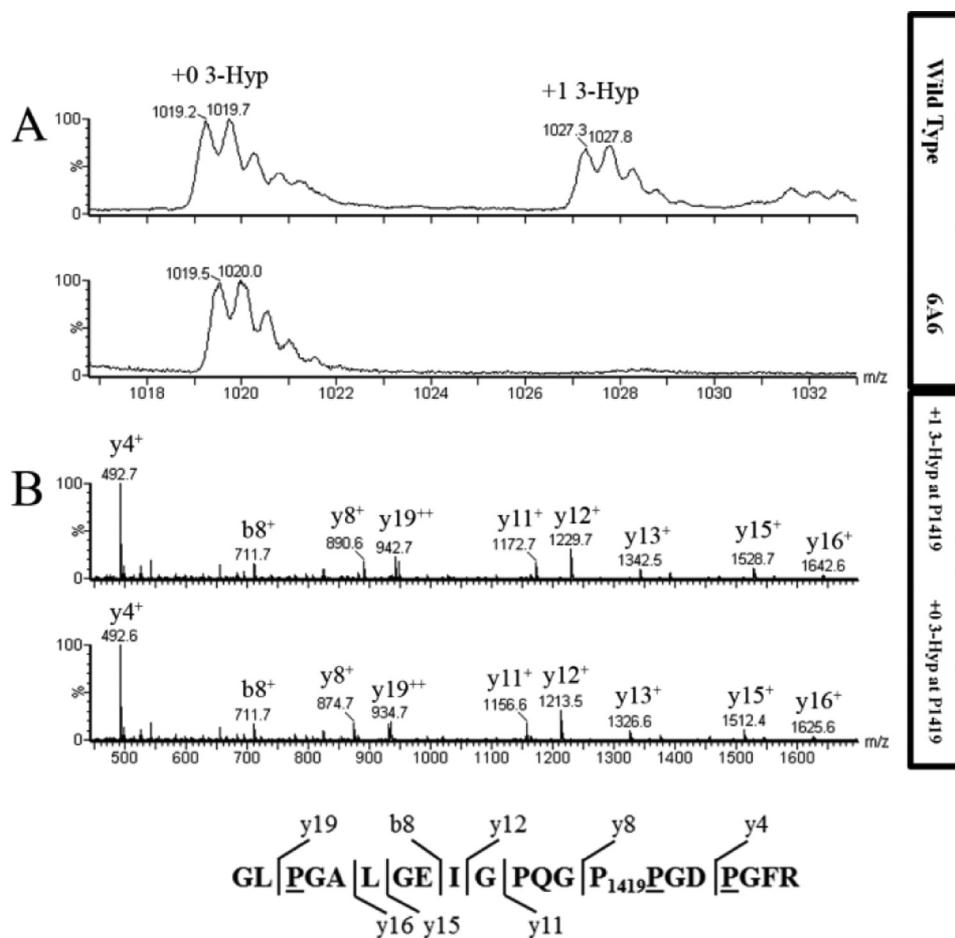 A
+0 3-Hyp
+1 3-Hyp
1019.2 1019.7
1027.3 1027.8
100
%
0
Wild Type
1019.5 1020.0
100
%
0
1018 1020 1022 1024 1026 1028 1030 1032
m/z
6A6
B
y4+
492.7
b8+
711.7
y8+
890.6
y19++
942.7
y11+
1172.7
y12+
1229.7
y13+
1342.5
y15+
1528.7
y16+
1642.6
100
%
0
+1 3-Hyp at P1419
y4+
492.6
b8+
711.7
y8+
874.7
y19++
934.7
y11+
1156.6
y12+
1213.5
y13+
1326.6
y15+
1512.4
y16+
1625.6
100
%
0
500 600 700 800 900 1000 1100 1200 1300 1400 1500 1600
m/z
+0 3-Hyp at P1419
y19 b8 y12 y8 y4
GL PGA L GE I G PQG P1419PGD PGFR
y16 y15 y11